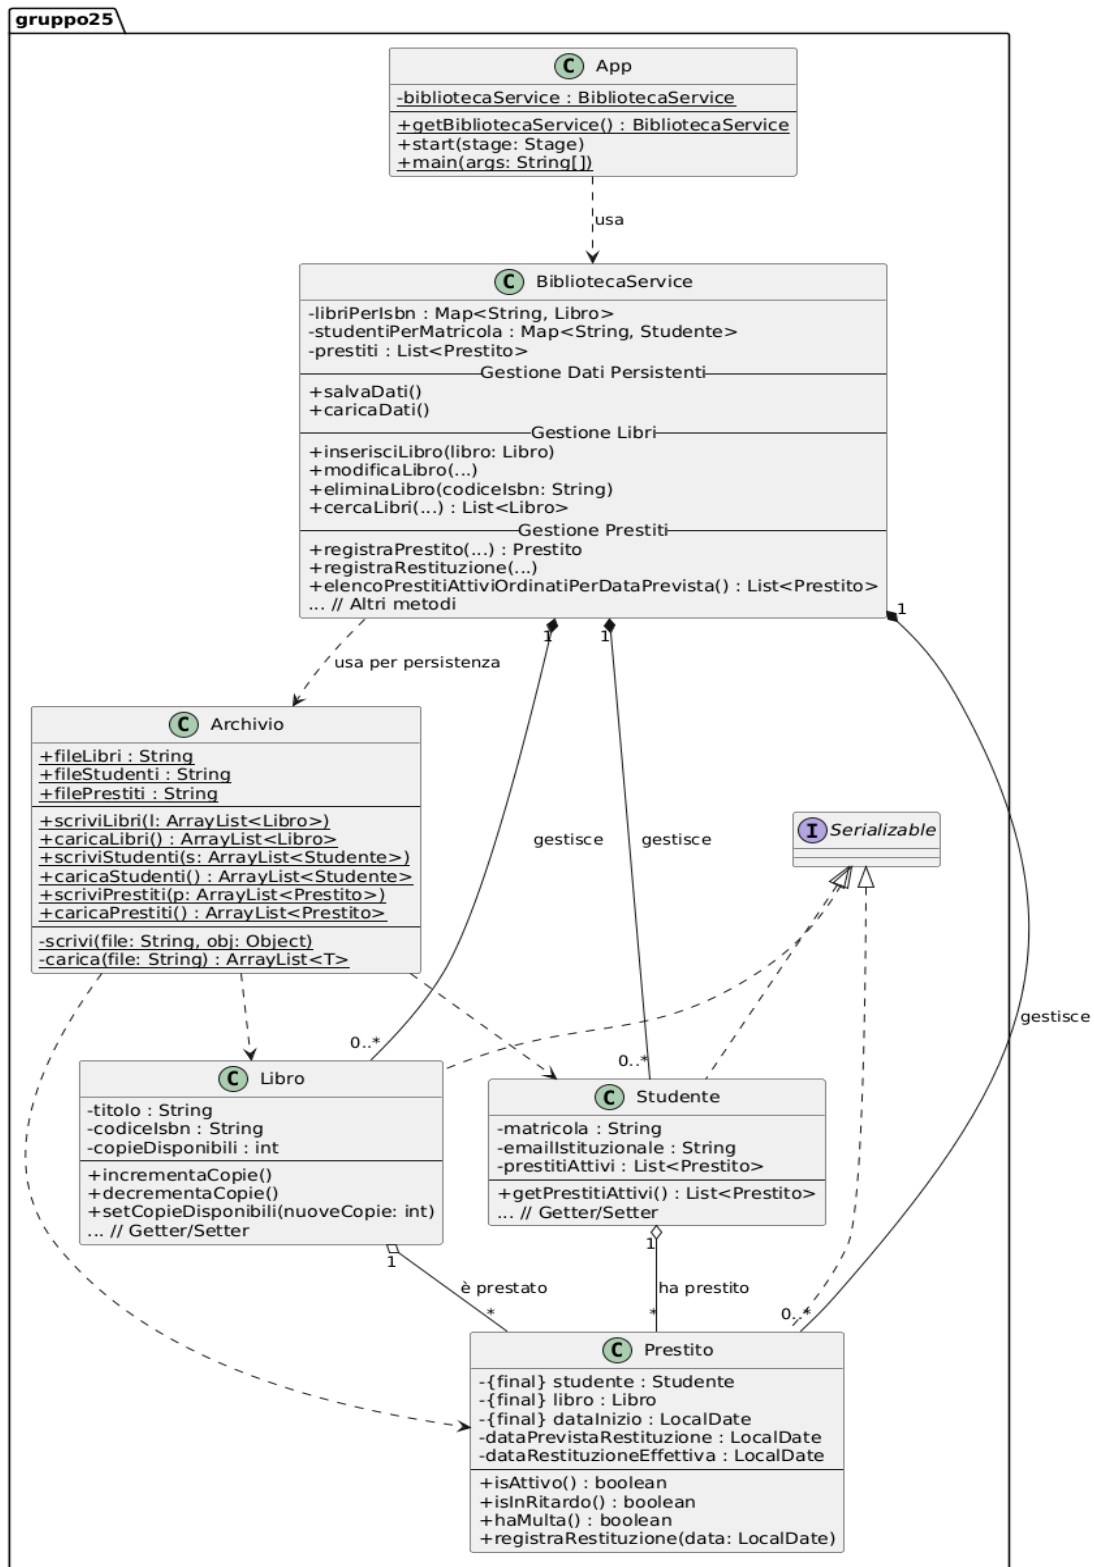 gruppo25
C App
-bibliotecaService : BibliotecaService
+getBibliotecaService() : BibliotecaService
+start(stage: Stage)
+main(args: String[])
usa
C BibliotecaService
-libriPerIsbn : Map<String, Libro>
-studentiPerMatricola : Map<String, Studente>
-prestiti : List<Prestito>
Gestione Dati Persistenti
+salvaDati()
+caricaDati()
Gestione Libri
+inserisciLibro(libro: Libro)
+modificaLibro(...)
+eliminaLibro(codiceIsbn: String)
+cercaLibri(...) : List<Libro>
Gestione Prestiti
+registraPrestito(...) : Prestito
+registraRestituzione(...)
+elencoPrestitiAttiviOrdinatiPerDataPrevista() : List<Prestito>
... // Altri metodi
1
1
1
usa per persistenza
C Archivio
+fileLibri : String
+fileStudenti : String
+filePrestiti : String
+scriviLibri(l: ArrayList<Libro>)
+caricaLibri() : ArrayList<Libro>
+scriviStudenti(s: ArrayList<Studente>)
+caricaStudenti() : ArrayList<Studente>
+scriviPrestiti(p: ArrayList<Prestito>)
+caricaPrestiti() : ArrayList<Prestito>
-scrivi(file: String, obj: Object)
-carica(file: String) : ArrayList<T>
gestisce
gestisce
I Serializable
gestisce
0..*
0..*
C Libro
-titolo : String
-codiceIsbn : String
-copieDisponibili : int
+incrementaCopie()
+decrementaCopie()
+setCopieDisponibili(nuoveCopie: int)
... // Getter/Setter
C Studente
-matricola : String
-emailIstituzionale : String
-prestitiAttivi : List<Prestito>
+getPrestitiAttivi() : List<Prestito>
... // Getter/Setter
1
1
è prestato
ha prestito
*
*
0..*
C Prestito
-{final} studente : Studente
-{final} libro : Libro
-{final} dataInizio : LocalDate
-dataPrevistaRestituzione : LocalDate
-dataRestituzioneEffettiva : LocalDate
+isAttivo() : boolean
+isInRitardo() : boolean
+haMulta() : boolean
+registraRestituzione(data: LocalDate)